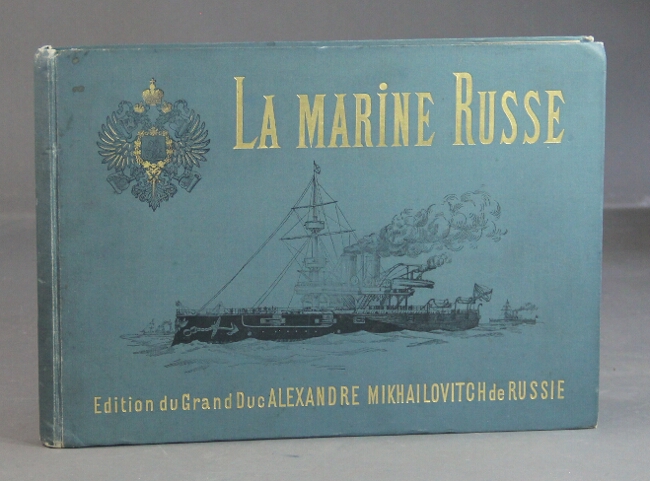 LA MARINE RUSSE
Edition du Grand Duc ALEXANDRE MIKHAILOVITCH de RUSSIE